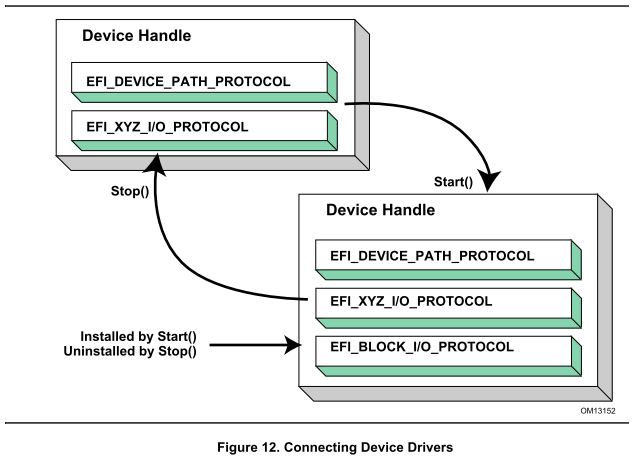 Device Handle
EFI_DEVICE_PATH_PROTOCOL
EFI_XYZ_I/O_PROTOCOL
Stop()
Start()
Device Handle
EFI_DEVICE_PATH_PROTOCOL
EFI_XYZ_I/O_PROTOCOL
Installed by Start()
Uninstalled by Stop()
EFI_BLOCK_I/O_PROTOCOL
OM13152
Figure 12. Connecting Device Drivers